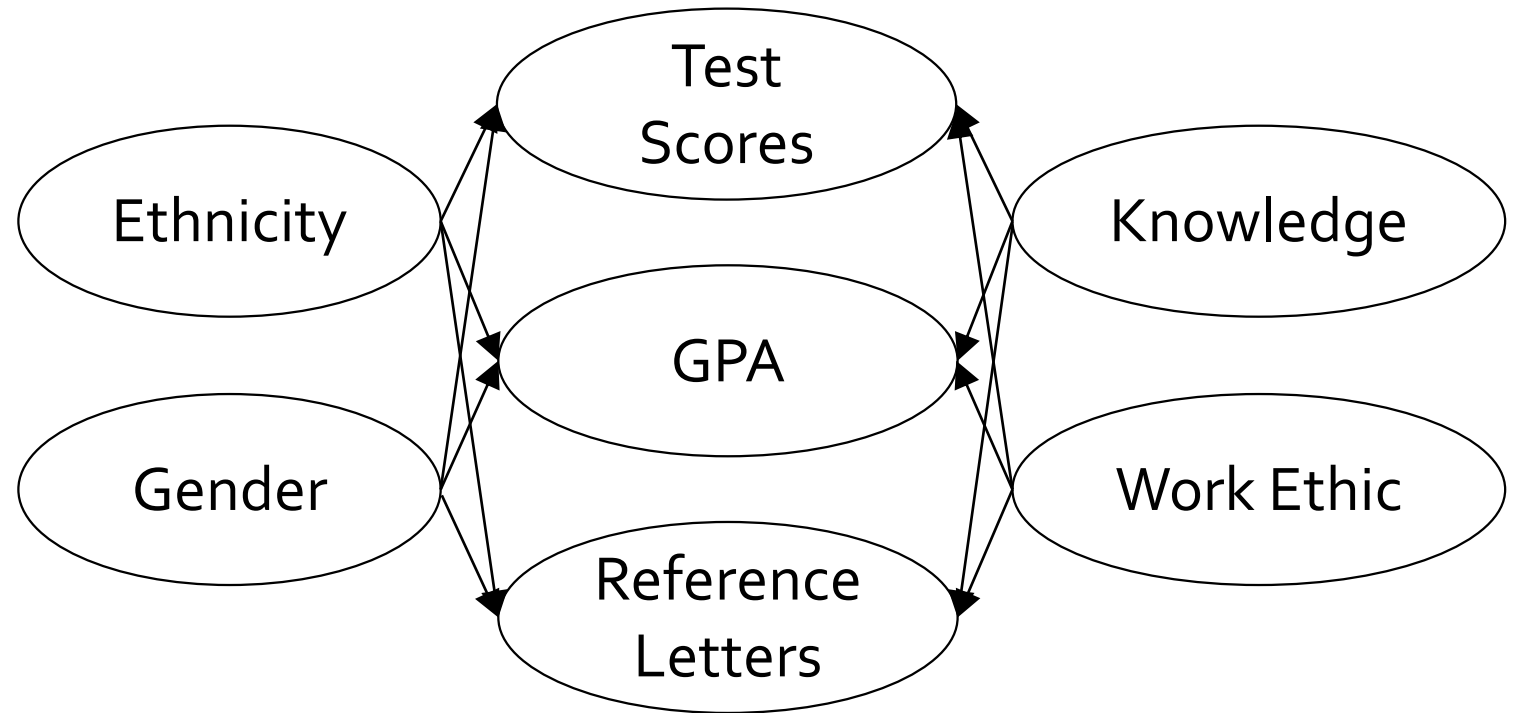 Test
Scores
Ethnicity
Knowledge
GPA
Gender
Work Ethic
Reference
Letters